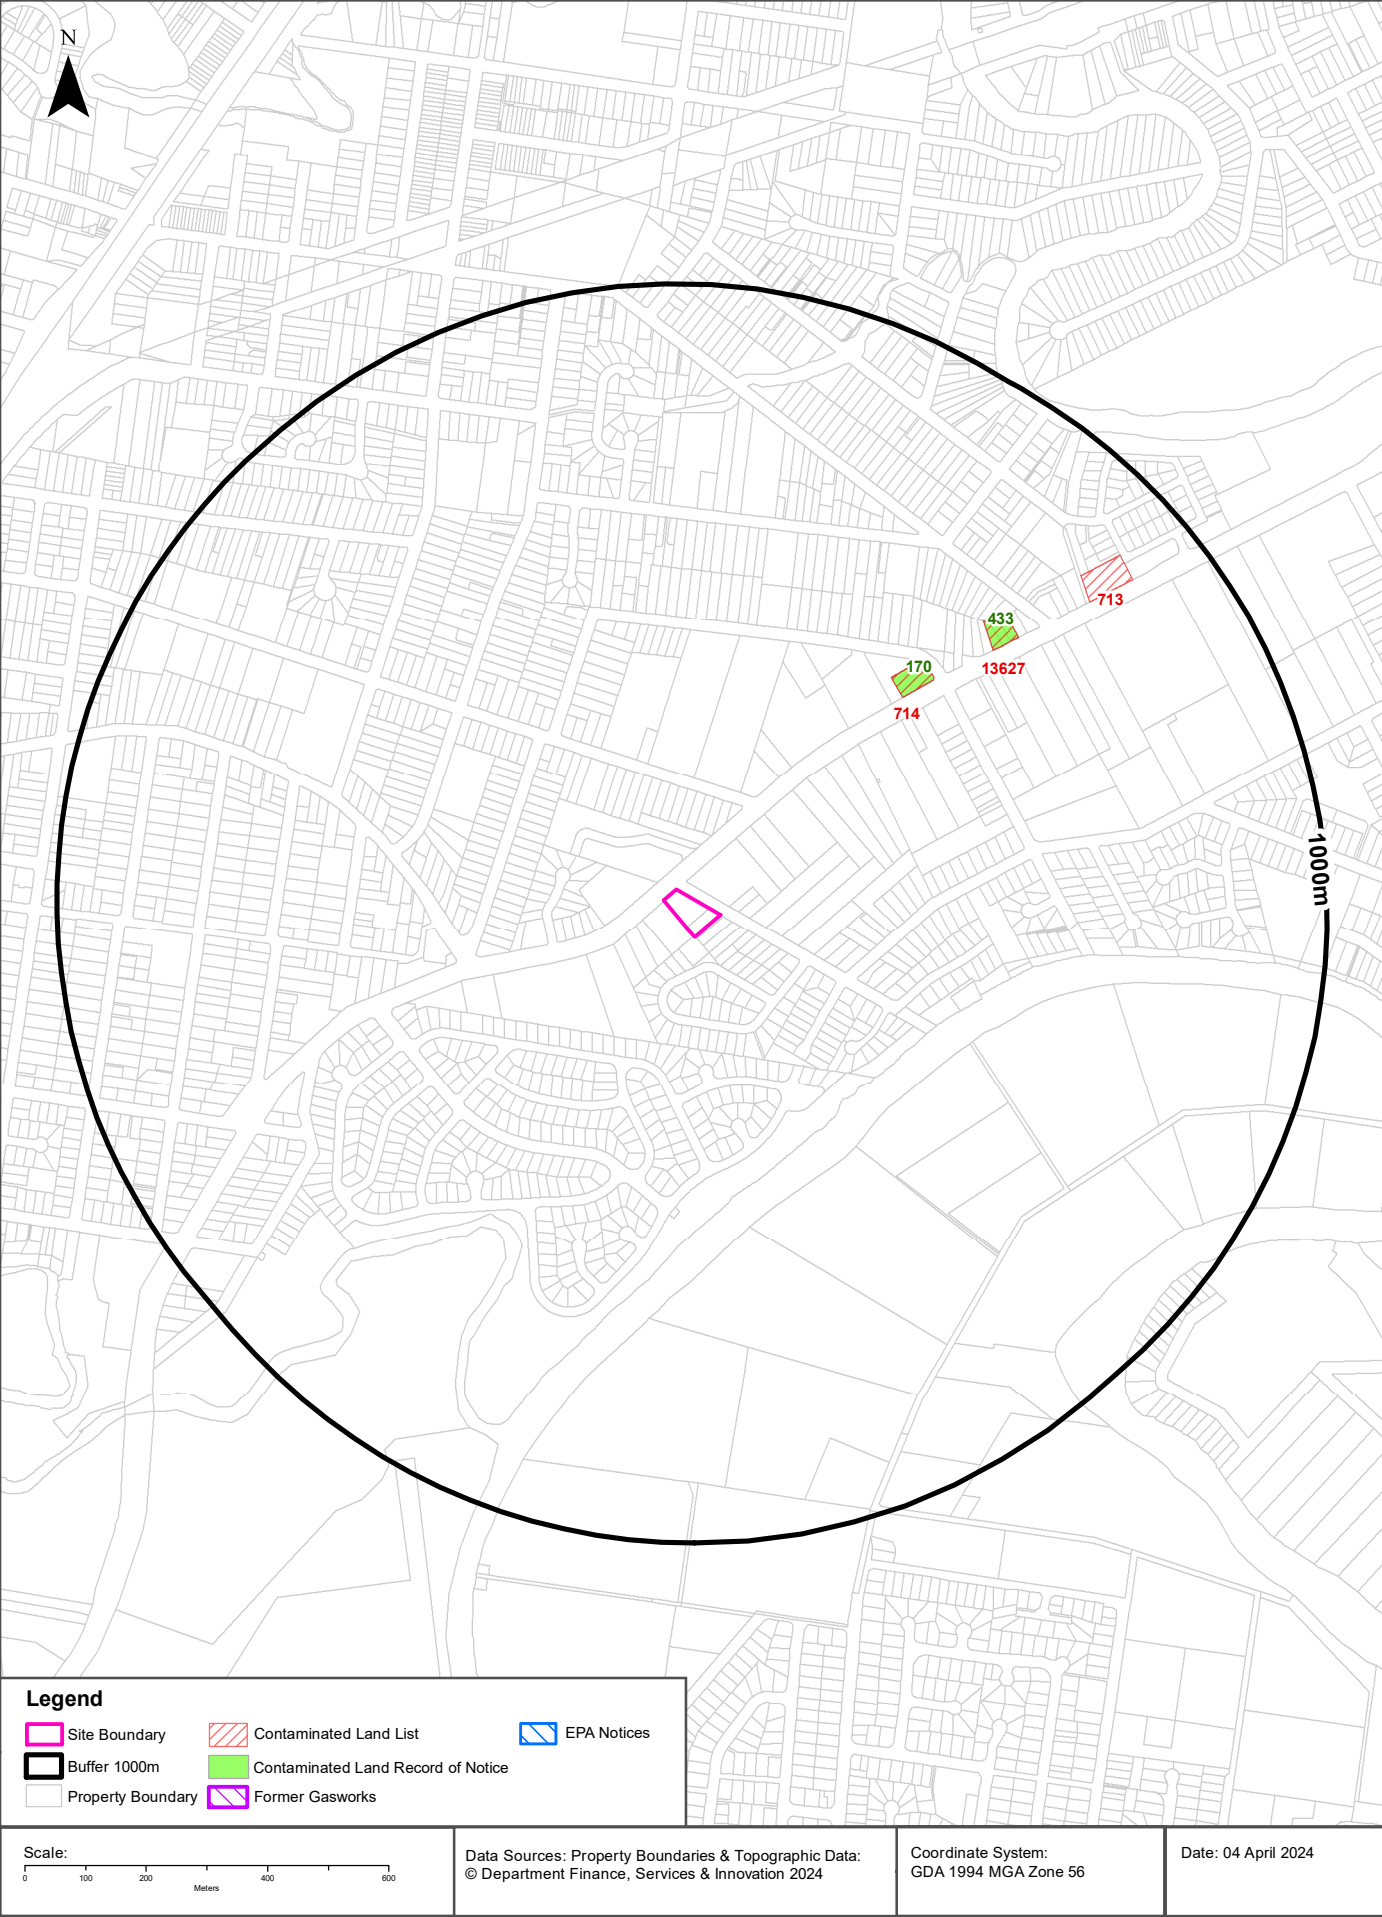 N
713
433
13627
170
714
1000m
Legend
Site Boundary
Contaminated Land List
EPA Notices
Buffer 1000m
Contaminated Land Record of Notice
Property Boundary
Former Gasworks
Scale:
0 100 200 400 600
Meters
Data Sources: Property Boundaries & Topographic Data:
© Department Finance, Services & Innovation 2024
Coordinate System:
GDA 1994 MGA Zone 56
Date: 04 April 2024